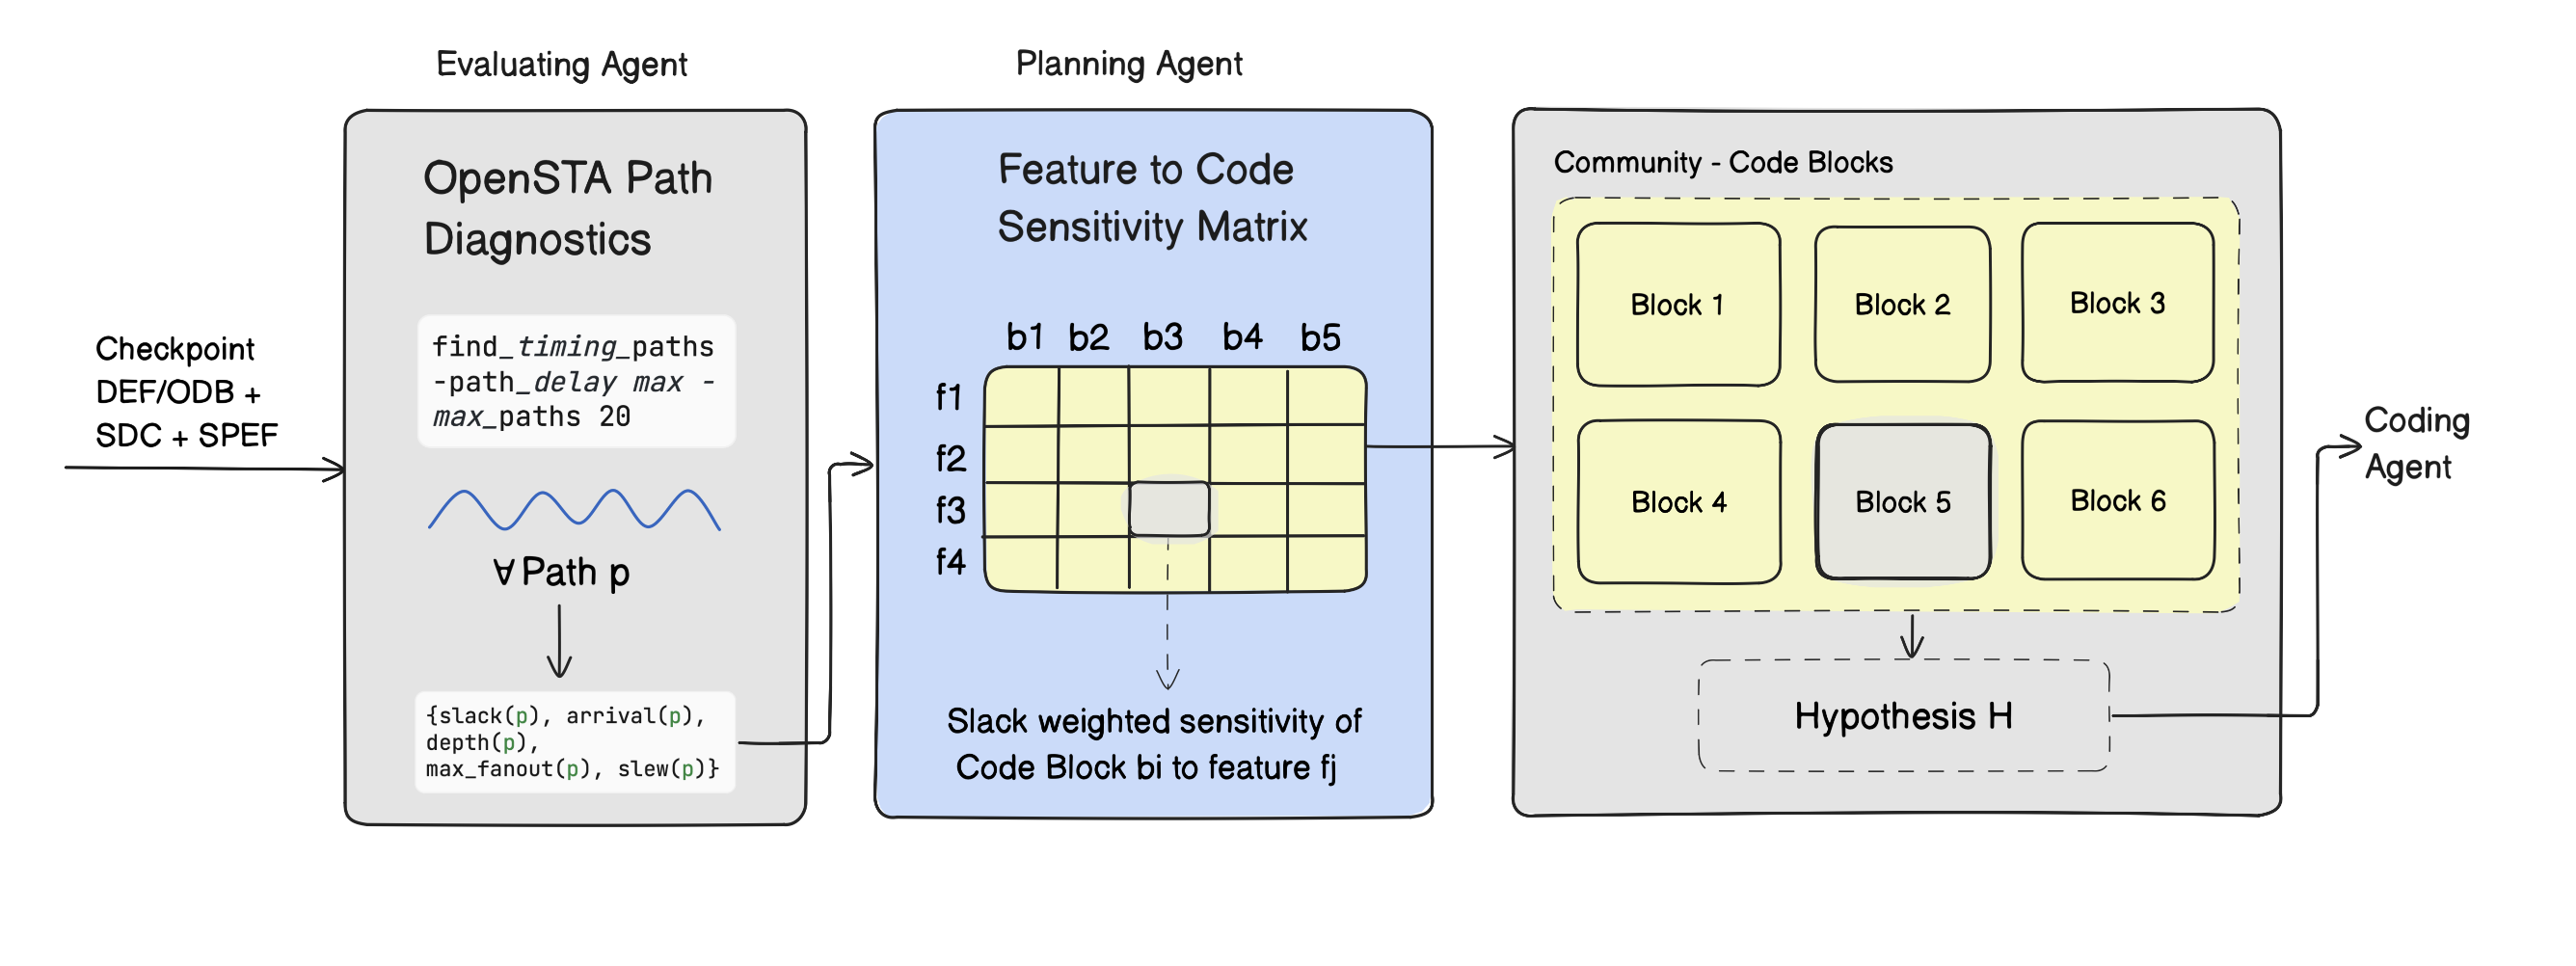 Evaluating Agent
Planning Agent
Checkpoint
DEF/ODB +
SDC + SPEF
OpenSTA Path
Diagnostics
find_timing_paths
-path_delay max -
max_paths 20
∀ Path p
{slack(p), arrival(p),
depth(p),
max_fanout(p), slew(p)}
Feature to Code
Sensitivity Matrix
b1 b2 b3 b4 b5
f1
f2
f3
f4
Slack weighted sensitivity of
Code Block bi to feature fj
Community - Code Blocks
Block 1
Block 2
Block 3
Block 4
Block 5
Block 6
Hypothesis H
Coding
Agent